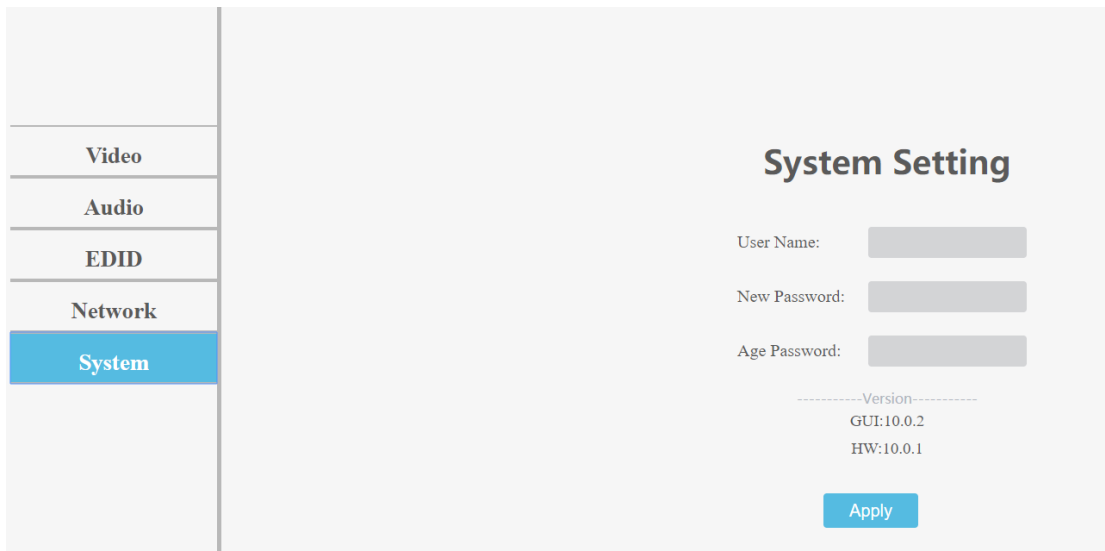 Video
Audio
EDID
Network
System
System Setting
User Name:
New Password:
Age Password:
-----------Version-----------
GUI:10.0.2
HW:10.0.1
Apply